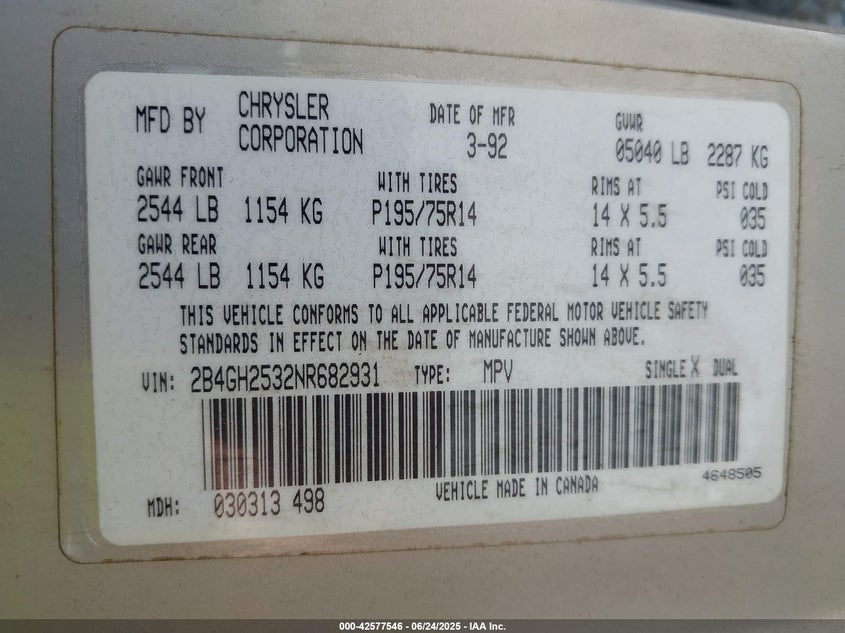 MFD BY CHRYSLER CORPORATION DATE OF MFR 3-92 GVWR 05040 LB 2287 KG
GAWR FRONT WITH TIRES RIMS AT PSI COLD
2544 LB 1154 KG P195/75R14 14 X 5.5 035
GAWR REAR WITH TIRES RIMS AT PSI COLD
2544 LB 1154 KG P195/75R14 14 X 5.5 035
THIS VEHICLE CONFORMS TO ALL APPLICABLE FEDERAL MOTOR VEHICLE SAFETY
STANDARDS IN EFFECT ON THE DATE OF MANUFACTURE SHOWN ABOVE.
VIN: 2B4GH2532NR682931 TYPE: MPV SINGLE X DUAL
MDH: 030313 498 VEHICLE MADE IN CANADA 4648505
000-42577546 - 06/24/2025 - IAA Inc.